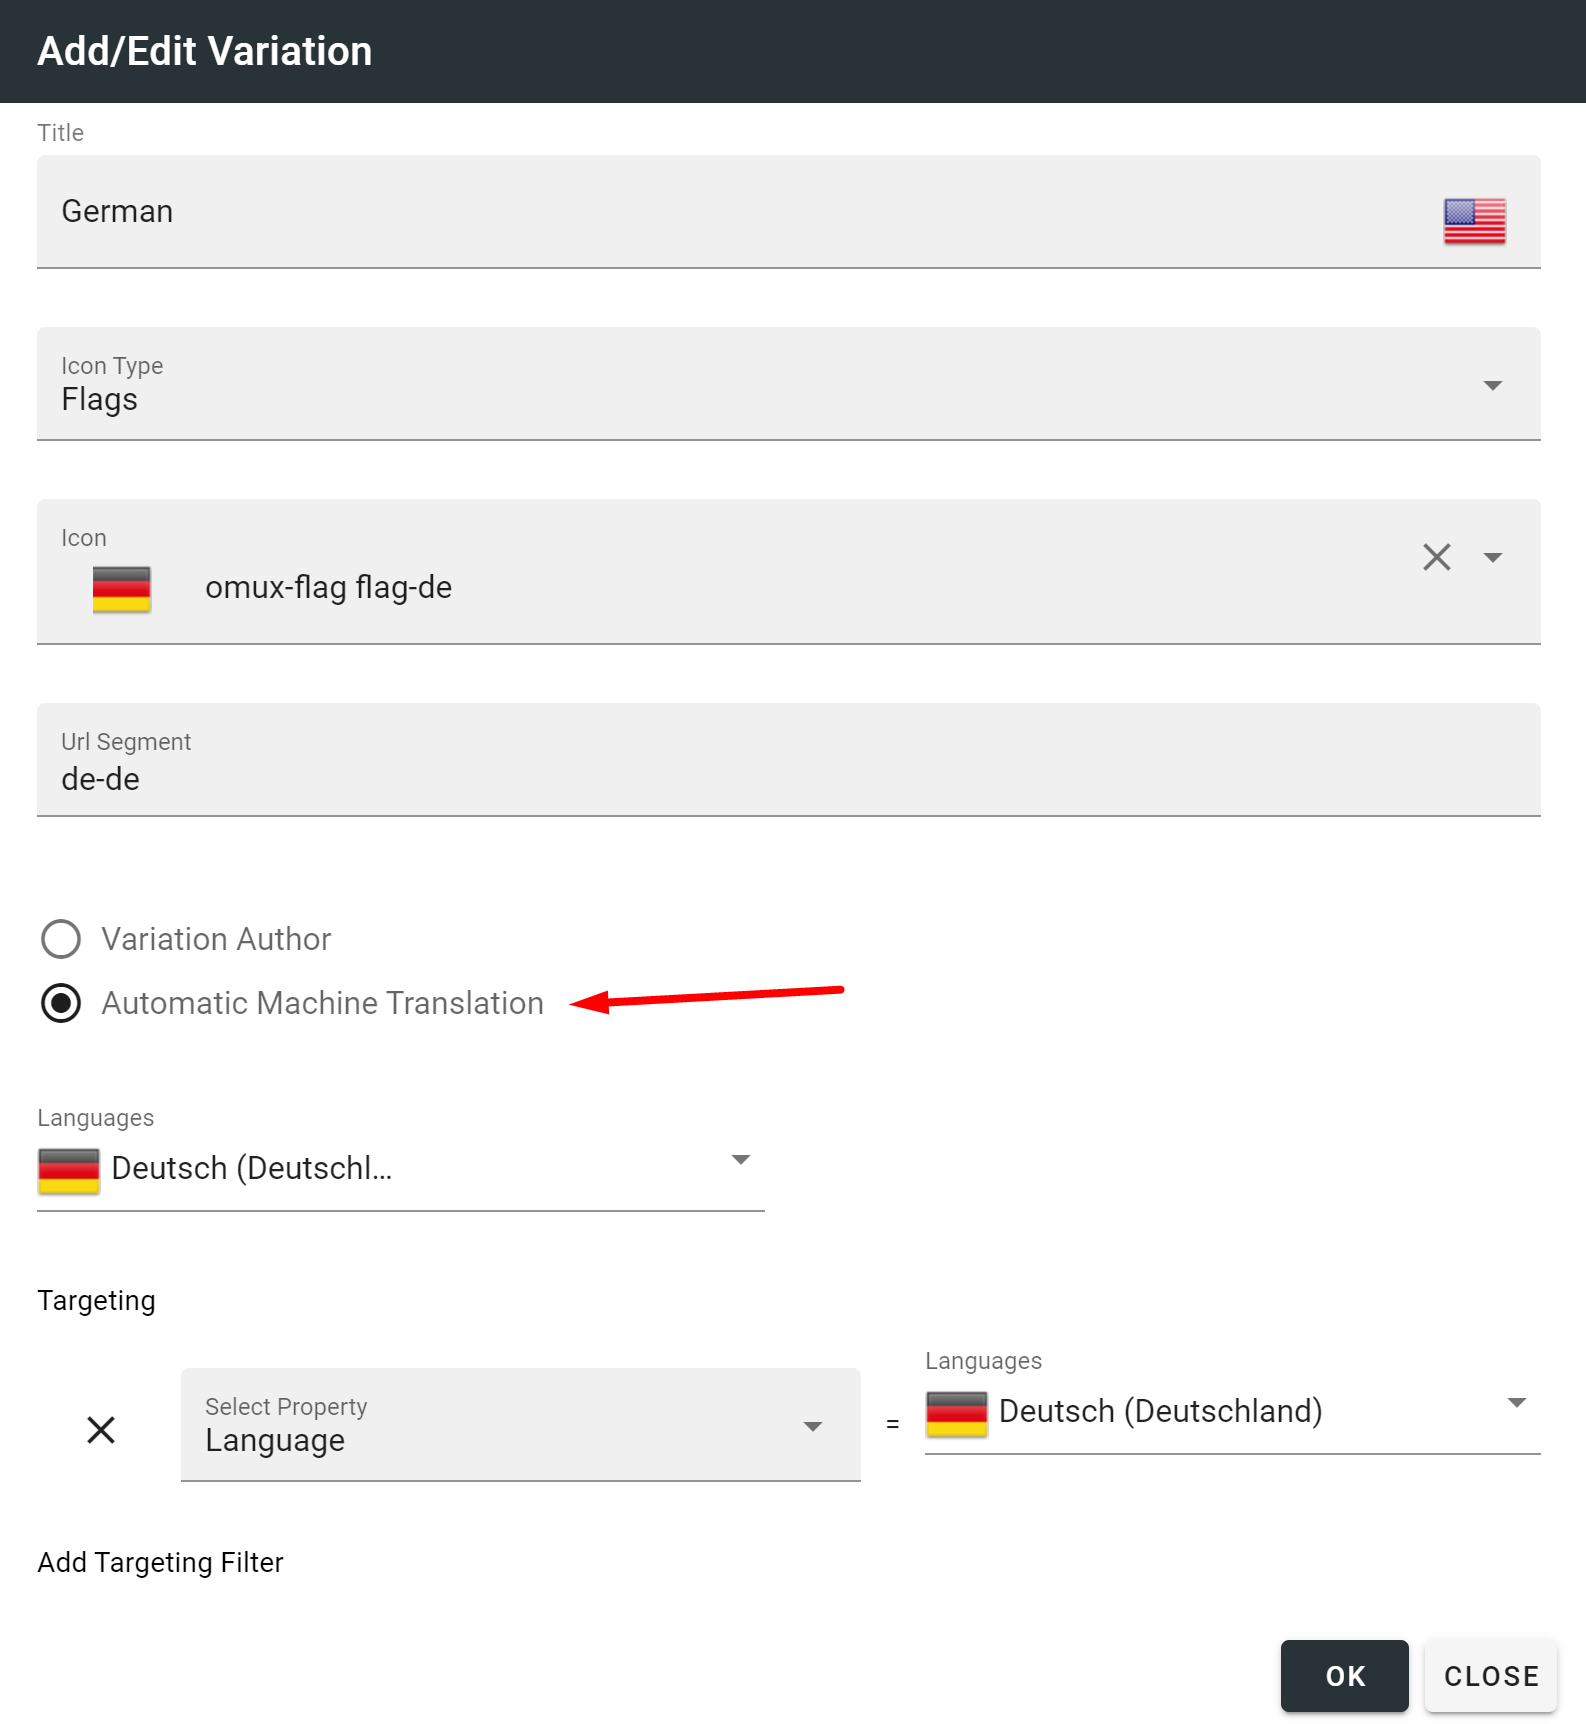 Add/Edit Variation
Title
German
Icon Type
Flags
Icon
omux-flag flag-de
Url Segment
de-de
Variation Author
Automatic Machine Translation
Languages
Deutsch (Deutschl...
Targeting
Select Property
Language
=
Languages
Deutsch (Deutschland)
Add Targeting Filter
OK
CLOSE